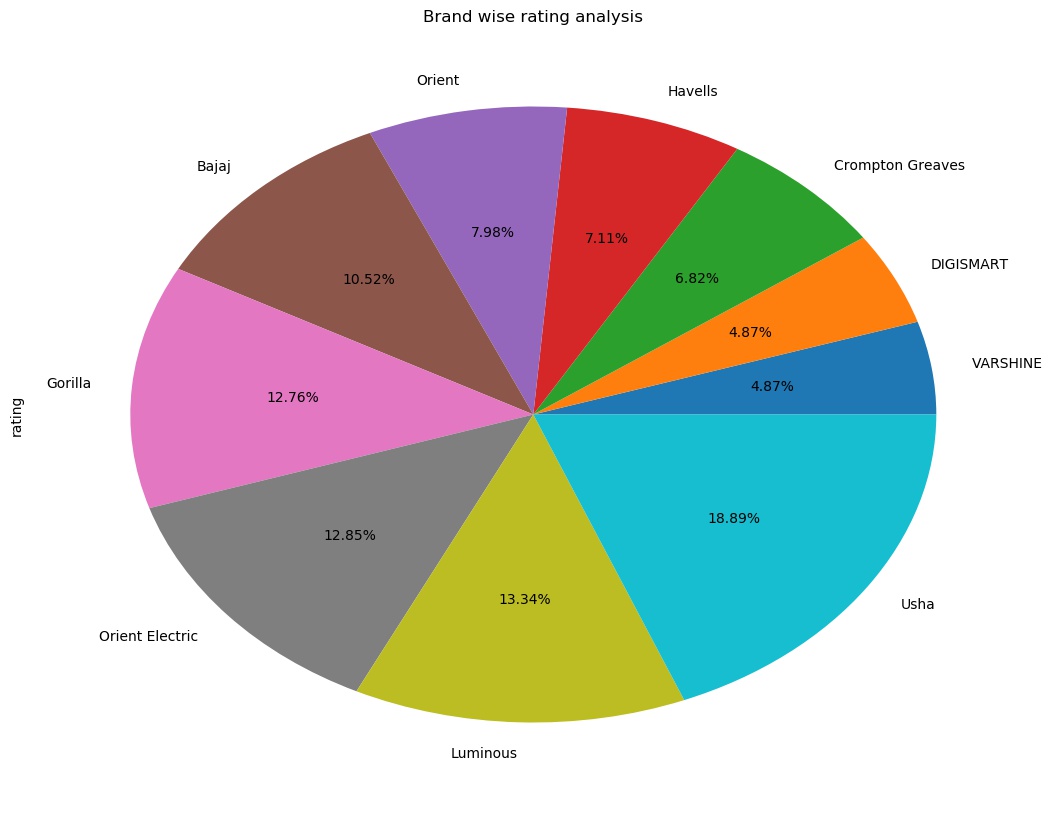 Brand wise rating analysis
Orient
Havells
Bajaj
Crompton Greaves
7.98%
7.11%
DIGISMART
10.52%
6.82%
4.87%
VARSHINE
Gorilla
4.87%
12.76%
rating
18.89%
12.85%
13.34%
Usha
Orient Electric
Luminous